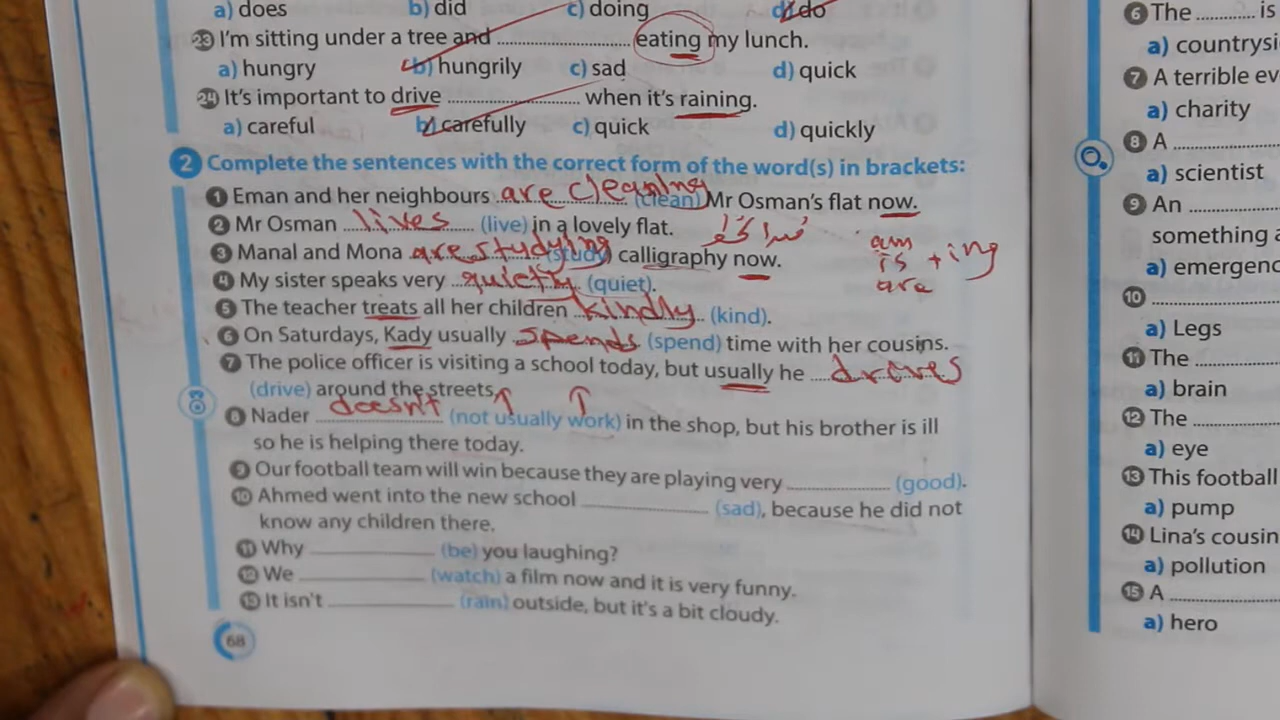 a) does b) did c) doing d) do
23 I'm sitting under a tree and .............................. eating my lunch.
a) hungry b) hungrily c) sad d) quick
24 It's important to drive .............................. when it's raining.
a) careful b) carefully c) quick d) quickly
2 Complete the sentences with the correct form of the word(s) in brackets:
1 Eman and her neighbours are cleaning (clean) Mr Osman's flat now.
2 Mr Osman lives (live) in a lovely flat.
3 Manal and Mona are studying (study) calligraphy now.
am
is + ing
are
4 My sister speaks very quietly (quiet).
5 The teacher treats all her children kindly (kind).
6 On Saturdays, Kady usually spends (spend) time with her cousins.
7 The police officer is visiting a school today, but usually he droves
(drive) around the streets.
8 Nader doesn't (not usually work) in the shop, but his brother is ill
so he is helping there today.
9 Our football team will win because they are playing very __________ (good).
10 Ahmed went into the new school __________ (sad), because he did not
know any children there.
11 Why __________ (be) you laughing?
12 We __________ (watch) a film now and it is very funny.
13 It isn't __________ (rain) outside, but it's a bit cloudy.
68
6 The ............ is
a) countrysi
7 A terrible ev
a) charity
8 A ....................
a) scientist
9 An ..................
something a
a) emergenc
10 ....................
a) Legs
11 The ................
a) brain
12 The ................
a) eye
13 This football
a) pump
14 Lina's cousin
a) pollution
15 A ....................
a) hero